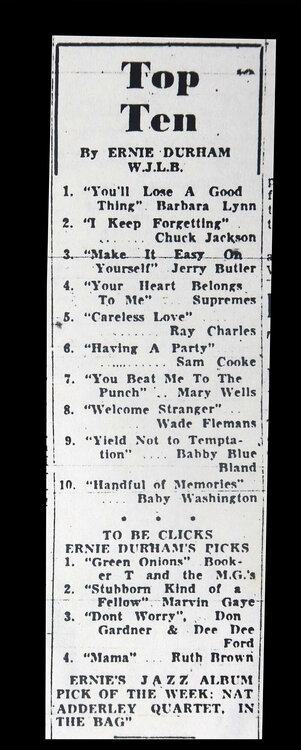 Top
Ten
By ERNIE DURHAM
W.J.L.B.
1. "You'll Lose A Good
Thing" Barbara Lynn
2. "I Keep Forgetting"
....... Chuck Jackson
3. "Make It Easy On
Yourself" Jerry Butler
4. "Your Heart Belongs
To Me" .. Supremes
5. "Careless Love"
....... Ray Charles
6. "Having A Party"
............ Sam Cooke
7. "You Beat Me To The
Punch" .. Mary Wells
8. "Welcome Stranger" ..
.... Wade Flemans
9. "Yield Not to Tempta-
tion" .... Babby Blue
Bland
10. "Handful of Memories"
.... Baby Washington
* * *
TO BE CLICKS
ERNIE DURHAM'S PICKS
1. "Green Onions" Book-
er T and the M.G.'s
2. "Stubborn Kind of a
Fellow" Marvin Gaye
3. "Dont Worry", .. Don
Gardner & Dee Dee
Ford
4. "Mama" .. Ruth Brown
ERNIE'S JAZZ ALBUM
PICK OF THE WEEK: NAT
ADDERLEY QUARTET, IN
THE BAG"